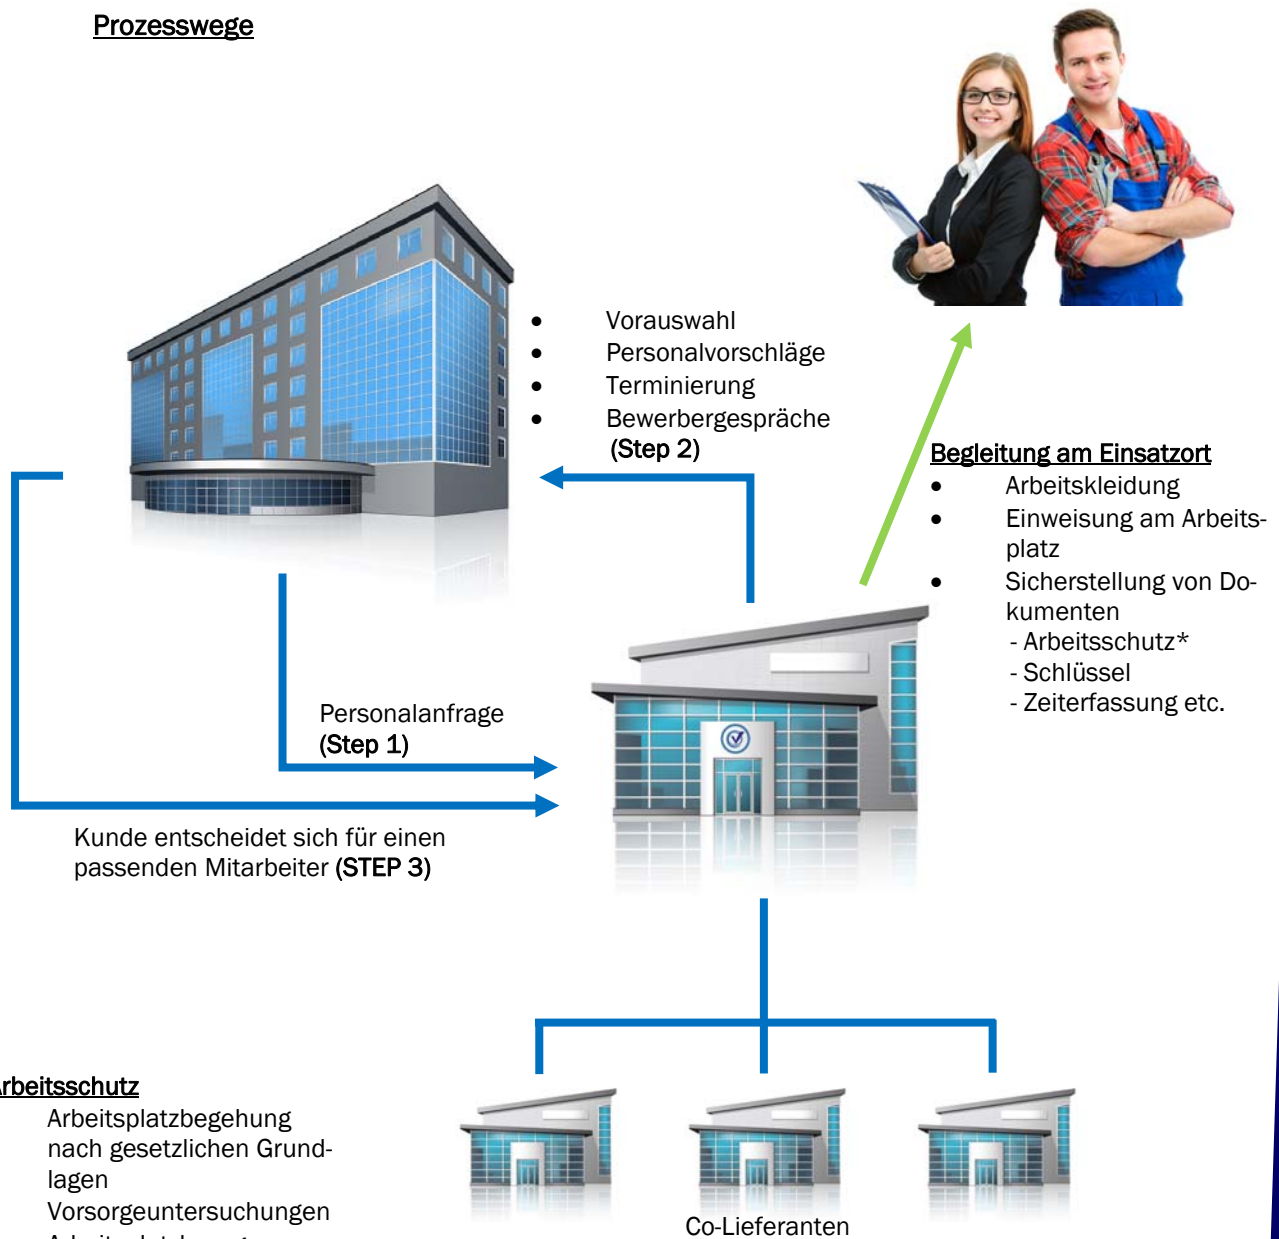 Prozesswege
• Vorauswahl
• Personalvorschläge
• Terminierung
• Bewerbergespräche
(Step 2)
Begleitung am Einsatzort
• Arbeitskleidung
• Einweisung am Arbeits-
platz
• Sicherstellung von Do-
kumenten
- Arbeitsschutz*
- Schlüssel
- Zeiterfassung etc.
Personalanfrage
(Step 1)
Kunde entscheidet sich für einen
passenden Mitarbeiter (STEP 3)
Arbeitsschutz
Arbeitsplatzbegehung
nach gesetzlichen Grund-
lagen
Vorsorgeuntersuchungen
Co-Lieferanten